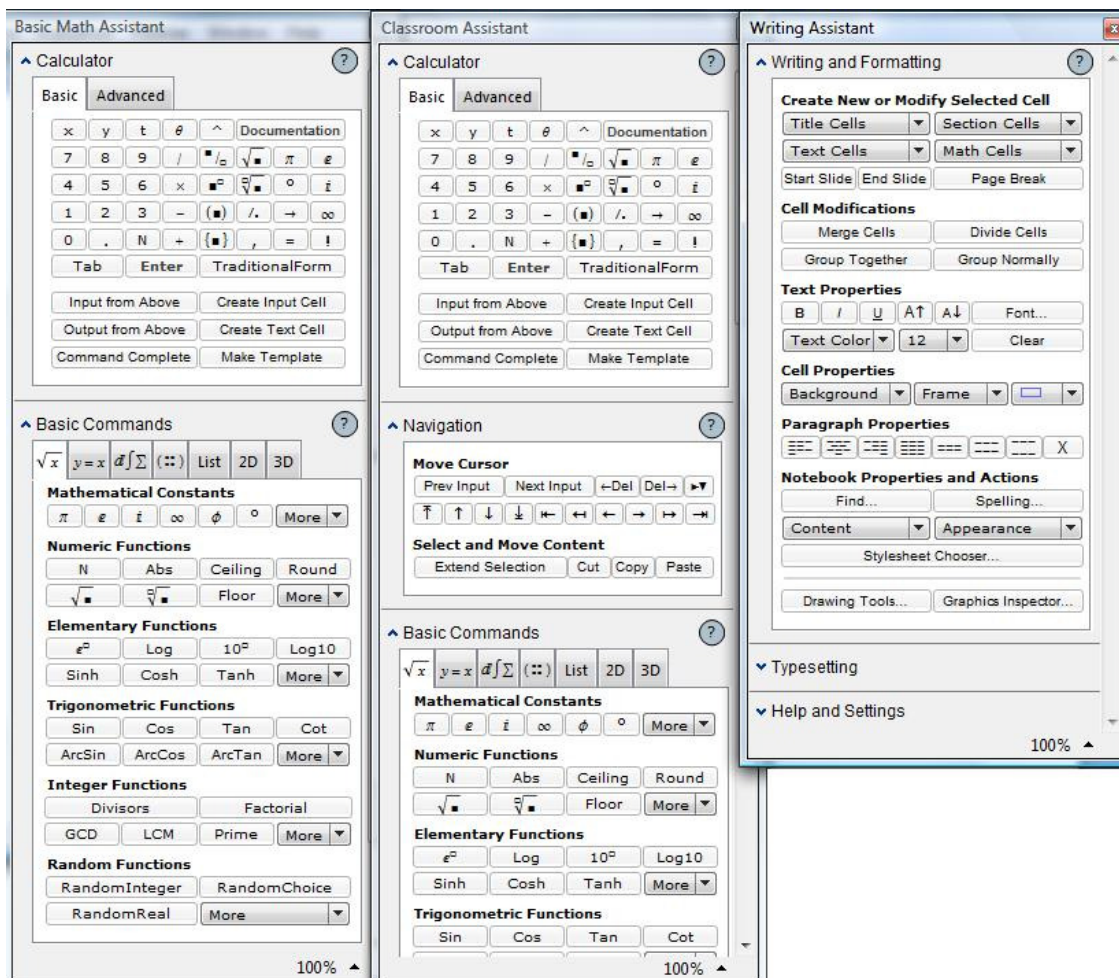 Basic Math Assistant
Calculator
?
Basic Advanced
x y t θ ^ Documentation
7 8 9 / ■/□ √■ π ⅇ
4 5 6 × ■□ □√■ ° ⅈ
1 2 3 − (■) /. → ∞
0 . N + {■} , = !
Tab Enter TraditionalForm
Input from Above Create Input Cell
Output from Above Create Text Cell
Command Complete Make Template
Basic Commands
?
√x y=x ⅆ∫Σ (::) List 2D 3D
Mathematical Constants
π ⅇ ⅈ ∞ ϕ ° More
Numeric Functions
N Abs Ceiling Round
√■ □√■ Floor More
Elementary Functions
ⅇ□ Log 10□ Log10
Sinh Cosh Tanh More
Trigonometric Functions
Sin Cos Tan Cot
ArcSin ArcCos ArcTan More
Integer Functions
Divisors Factorial
GCD LCM Prime More
Random Functions
RandomInteger RandomChoice
RandomReal More
100%
Classroom Assistant
Calculator
?
Basic Advanced
x y t θ ^ Documentation
7 8 9 / ■/□ √■ π ⅇ
4 5 6 × ■□ □√■ ° ⅈ
1 2 3 − (■) /. → ∞
0 . N + {■} , = !
Tab Enter TraditionalForm
Input from Above Create Input Cell
Output from Above Create Text Cell
Command Complete Make Template
Navigation
?
Move Cursor
Prev Input Next Input ←Del Del→ ▸▾
⤒ ↑ ↓ ⤓ ⇤ ↤ ← → ↦ ⇥
Select and Move Content
Extend Selection Cut Copy Paste
Basic Commands
?
√x y=x ⅆ∫Σ (::) List 2D 3D
Mathematical Constants
π ⅇ ⅈ ∞ ϕ ° More
Numeric Functions
N Abs Ceiling Round
√■ □√■ Floor More
Elementary Functions
ⅇ□ Log 10□ Log10
Sinh Cosh Tanh More
Trigonometric Functions
Sin Cos Tan Cot
100%
Writing Assistant
Writing and Formatting
?
Create New or Modify Selected Cell
Title Cells Section Cells
Text Cells Math Cells
Start Slide End Slide Page Break
Cell Modifications
Merge Cells Divide Cells
Group Together Group Normally
Text Properties
B I U A↑ A↓ Font...
Text Color 12 Clear
Cell Properties
Background Frame
Paragraph Properties
X
Notebook Properties and Actions
Find... Spelling...
Content Appearance
Stylesheet Chooser...
Drawing Tools... Graphics Inspector...
Typesetting
Help and Settings
100%